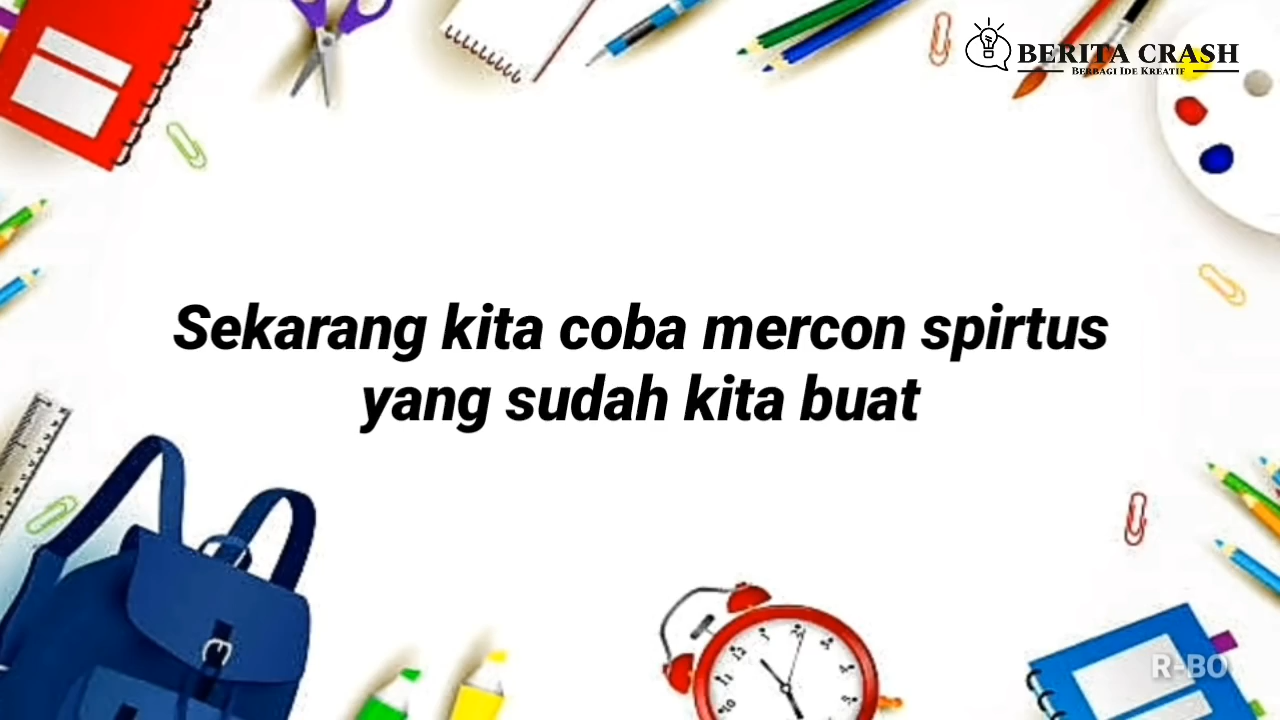 BERITA CRASH
BERBAGI IDE KREATIF
Sekarang kita coba mercon spirtus
yang sudah kita buat
R-BO